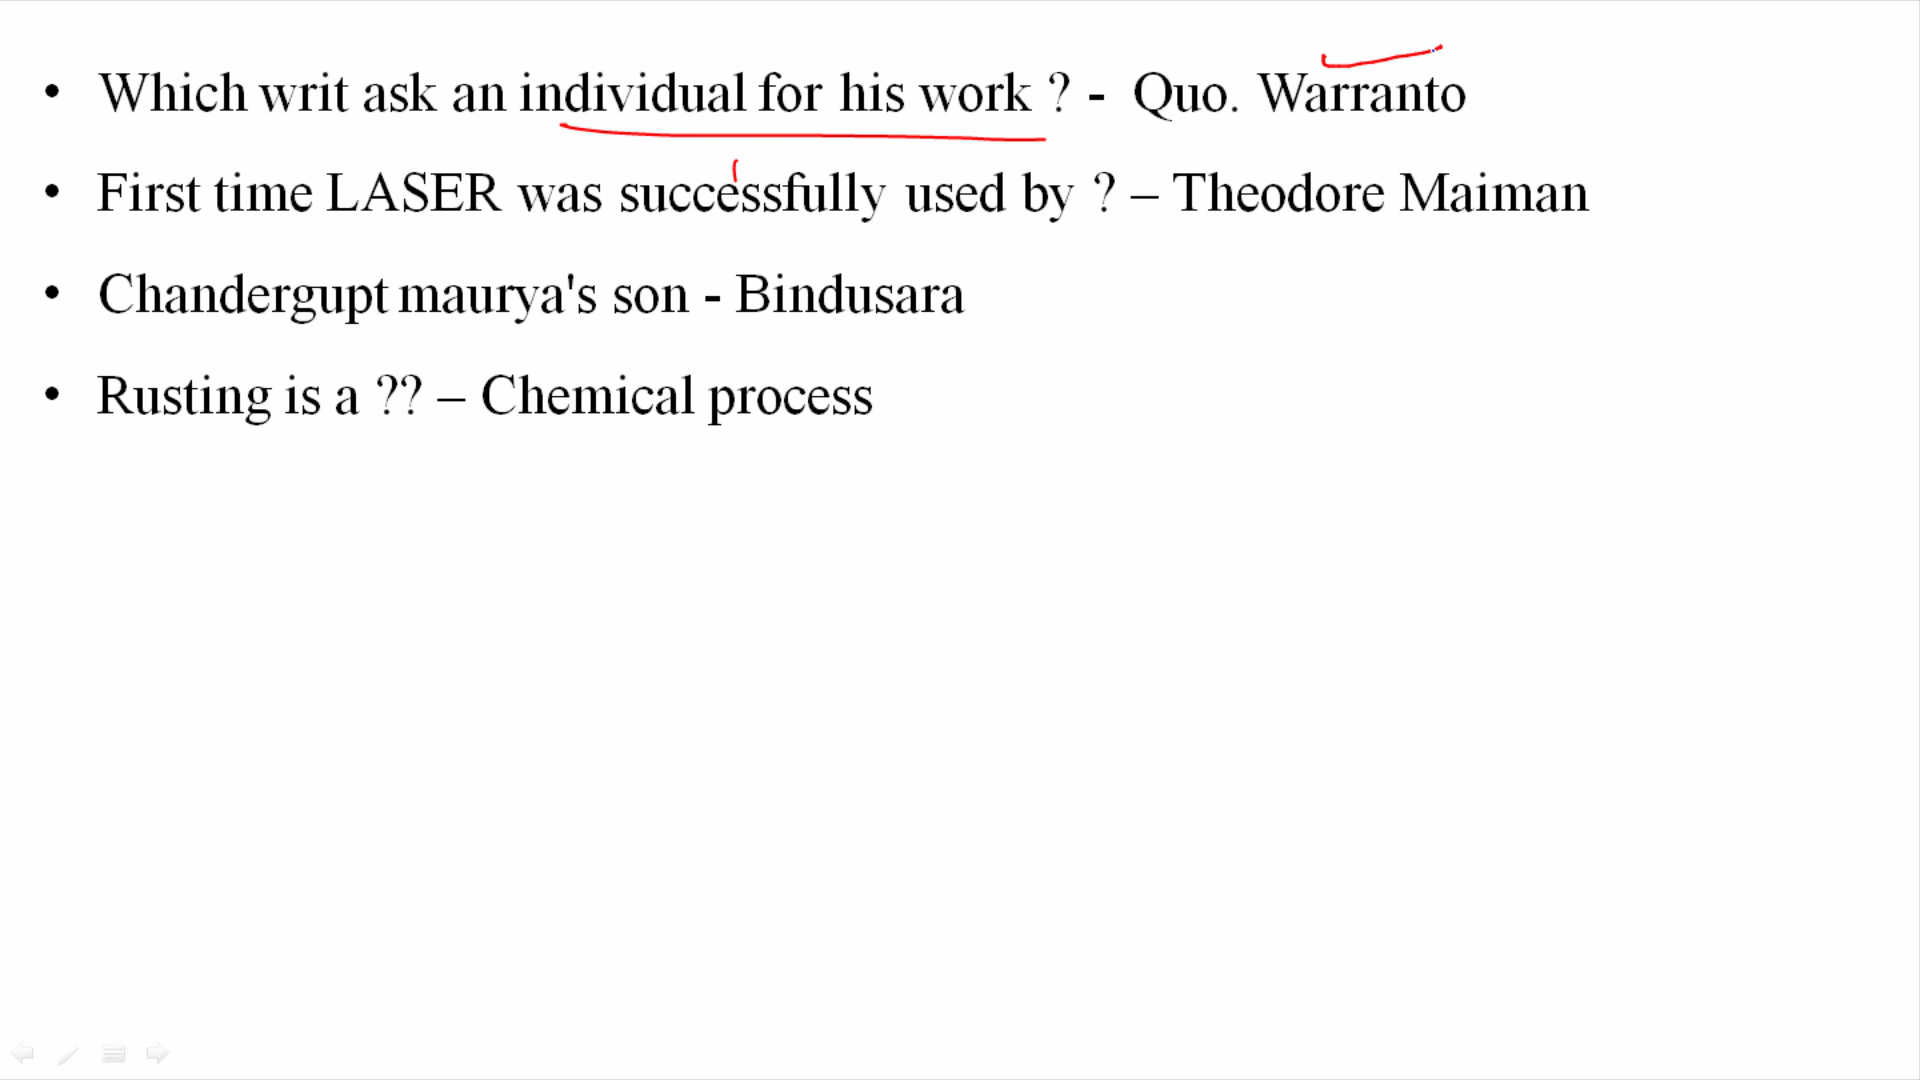 • Which writ ask an individual for his work ? - Quo. Warranto
• First time LASER was successfully used by ? – Theodore Maiman
• Chandergupt maurya's son - Bindusara
• Rusting is a ?? – Chemical process